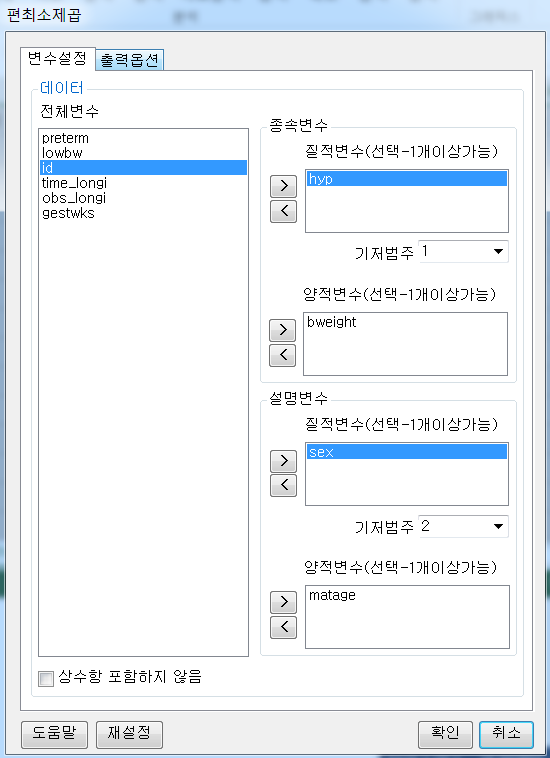 편최소제곱
변수설정
출력옵션
데이터
전체변수
preterm
lowbw
id
time_longi
obs_longi
gestwks
종속변수
질적변수(선택-1개이상가능)
>
<
hyp
기저범주 1
양적변수(선택-1개이상가능)
>
<
bweight
설명변수
질적변수(선택-1개이상가능)
>
<
sex
기저범주 2
양적변수(선택-1개이상가능)
>
<
matage
상수항 포함하지 않음
도움말
재설정
확인
취소